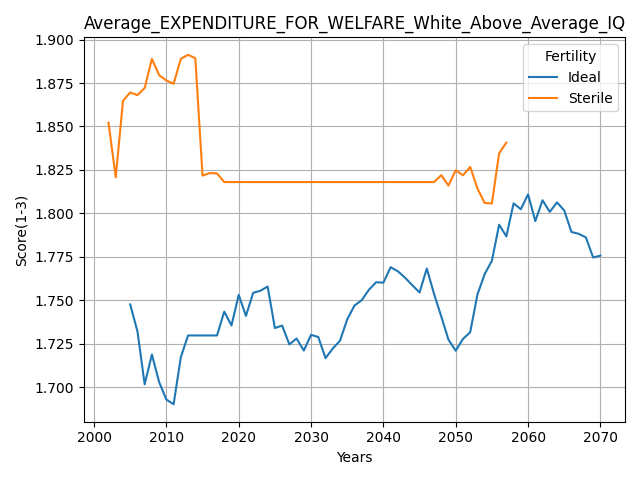 Average_EXPENDITURE_FOR_WELFARE_White_Above_Average_IQ
1.900
1.875
1.850
1.825
1.800
1.775
1.750
1.725
1.700
Score(1-3)
Fertility
Ideal
Sterile
2000 2010 2020 2030 2040 2050 2060 2070
Years